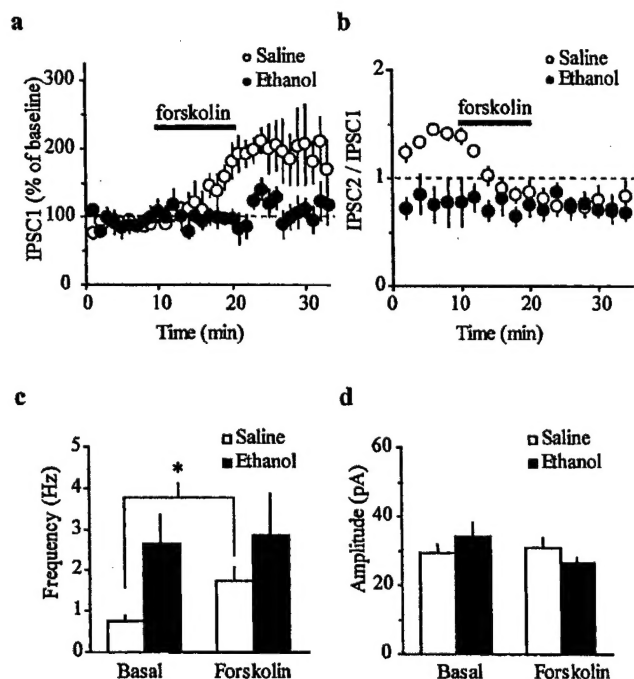 a
b
Saline
Ethanol
forskolin
IPSC1 (% of baseline)
300
200
100
0
0
10
20
30
Time (min)
Saline
Ethanol
forskolin
IPSC2 / IPSC1
2
1
0
0
10
20
30
Time (min)
c
d
Saline
Ethanol
*
Frequency (Hz)
5
4
3
2
1
0
Basal
Forskolin
Saline
Ethanol
Amplitude (pA)
60
40
20
0
Basal
Forskolin